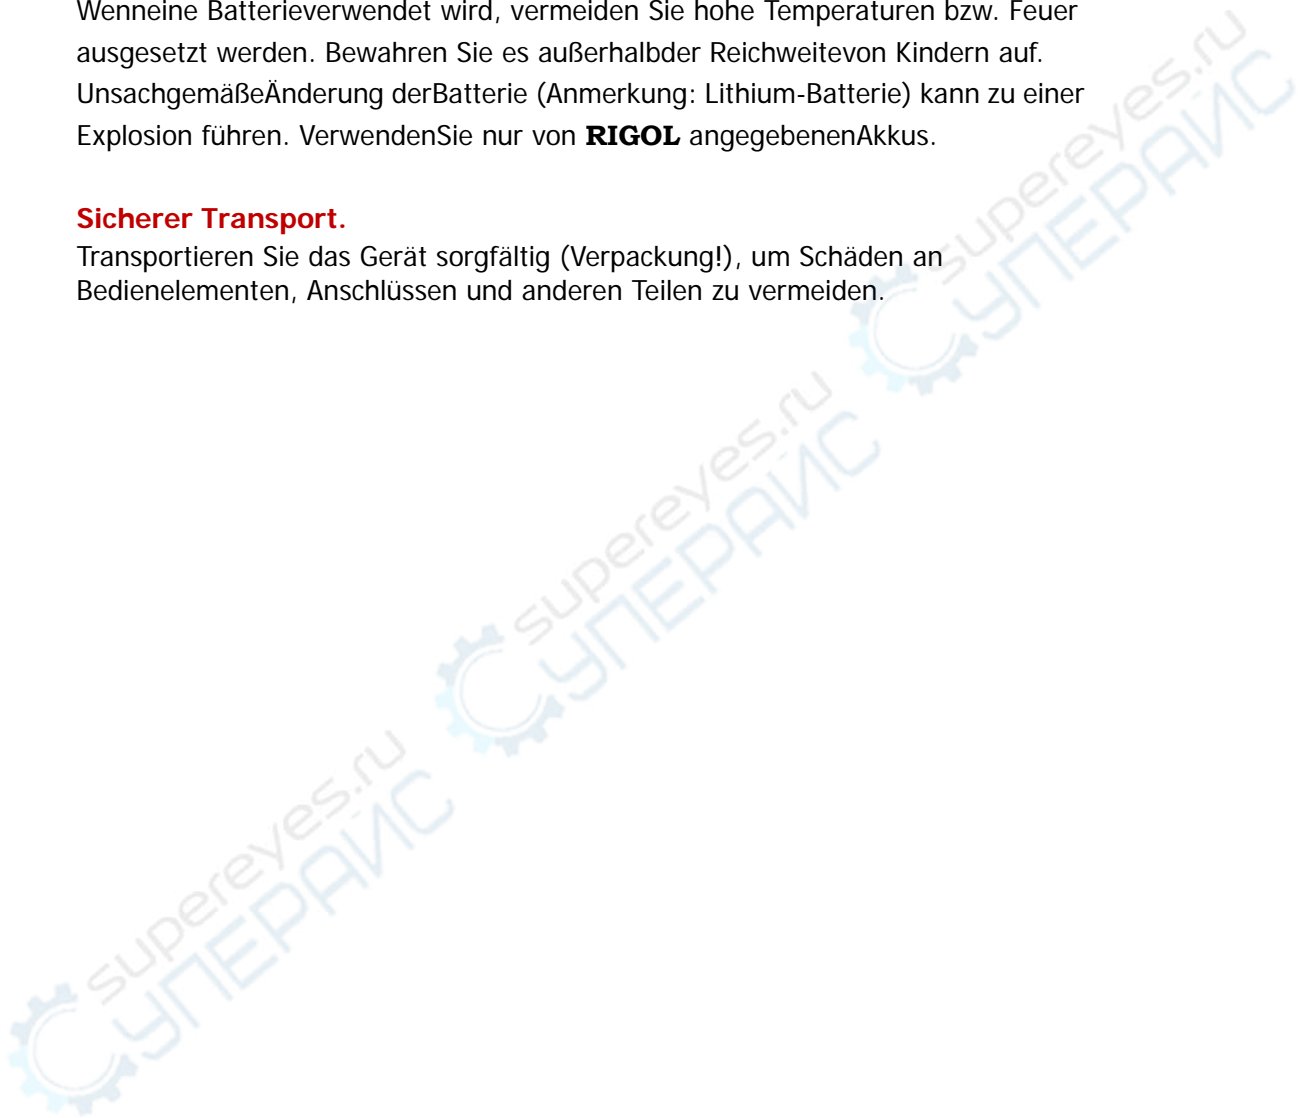 Wenneine Batterieverwendet wird, vermeiden Sie hohe Temperaturen bzw. Feuer
ausgesetzt werden. Bewahren Sie es außerhalbder Reichweitevon Kindern auf.
UnsachgemäßeÄnderung derBatterie (Anmerkung: Lithium-Batterie) kann zu einer
Explosion führen. VerwendenSie nur von RIGOL angegebenenAkkus.
Sicherer Transport.
Transportieren Sie das Gerät sorgfältig (Verpackung!), um Schäden an
Bedienelementen, Anschlüssen und anderen Teilen zu vermeiden.
supereyes.ru
СУПЕРАЙС
supereyes.ru
СУПЕРАЙС
supereyes.ru
СУПЕРАЙС